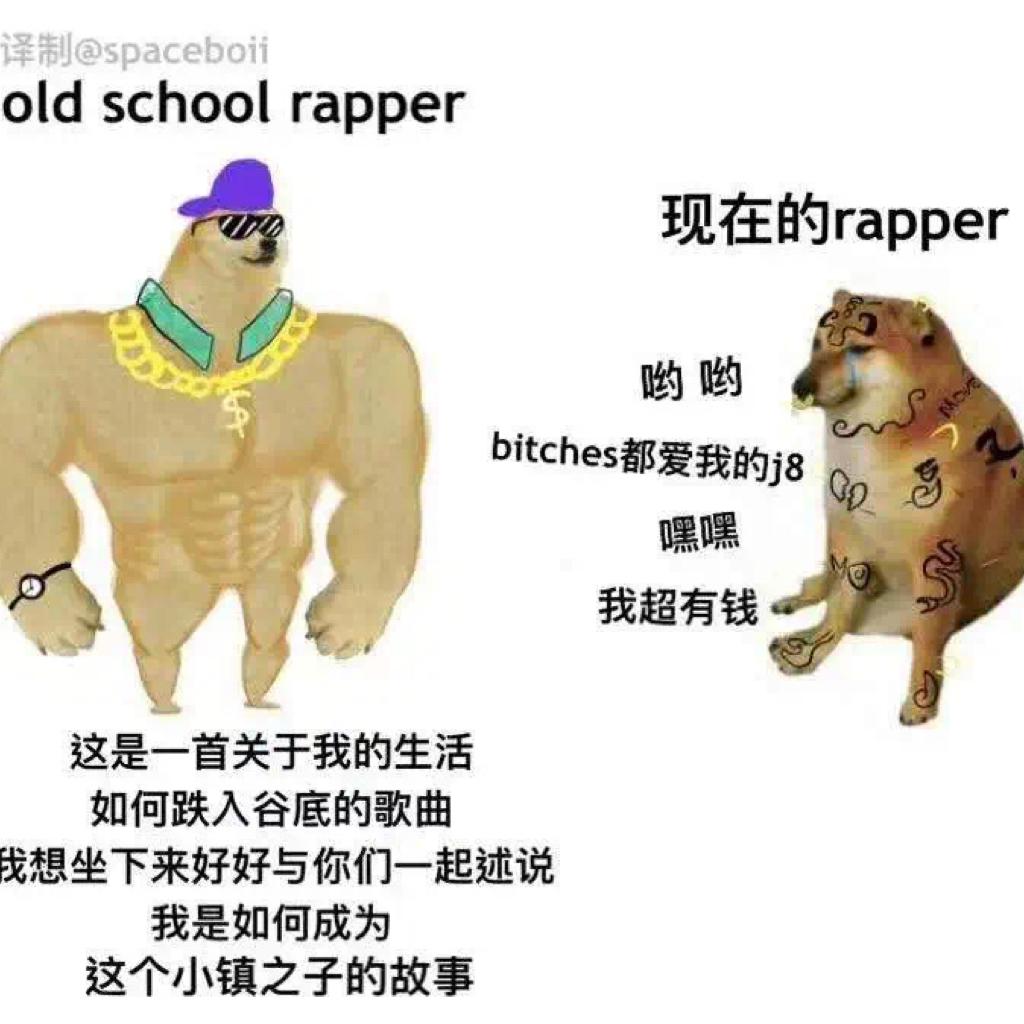 译制@spaceboii
old school rapper
现在的rapper
哟 哟
bitches都爱我的j8
嘿嘿
我超有钱
$
Move
MO
这是一首关于我的生活
如何跌入谷底的歌曲
我想坐下来好好与你们一起述说
我是如何成为
这个小镇之子的故事